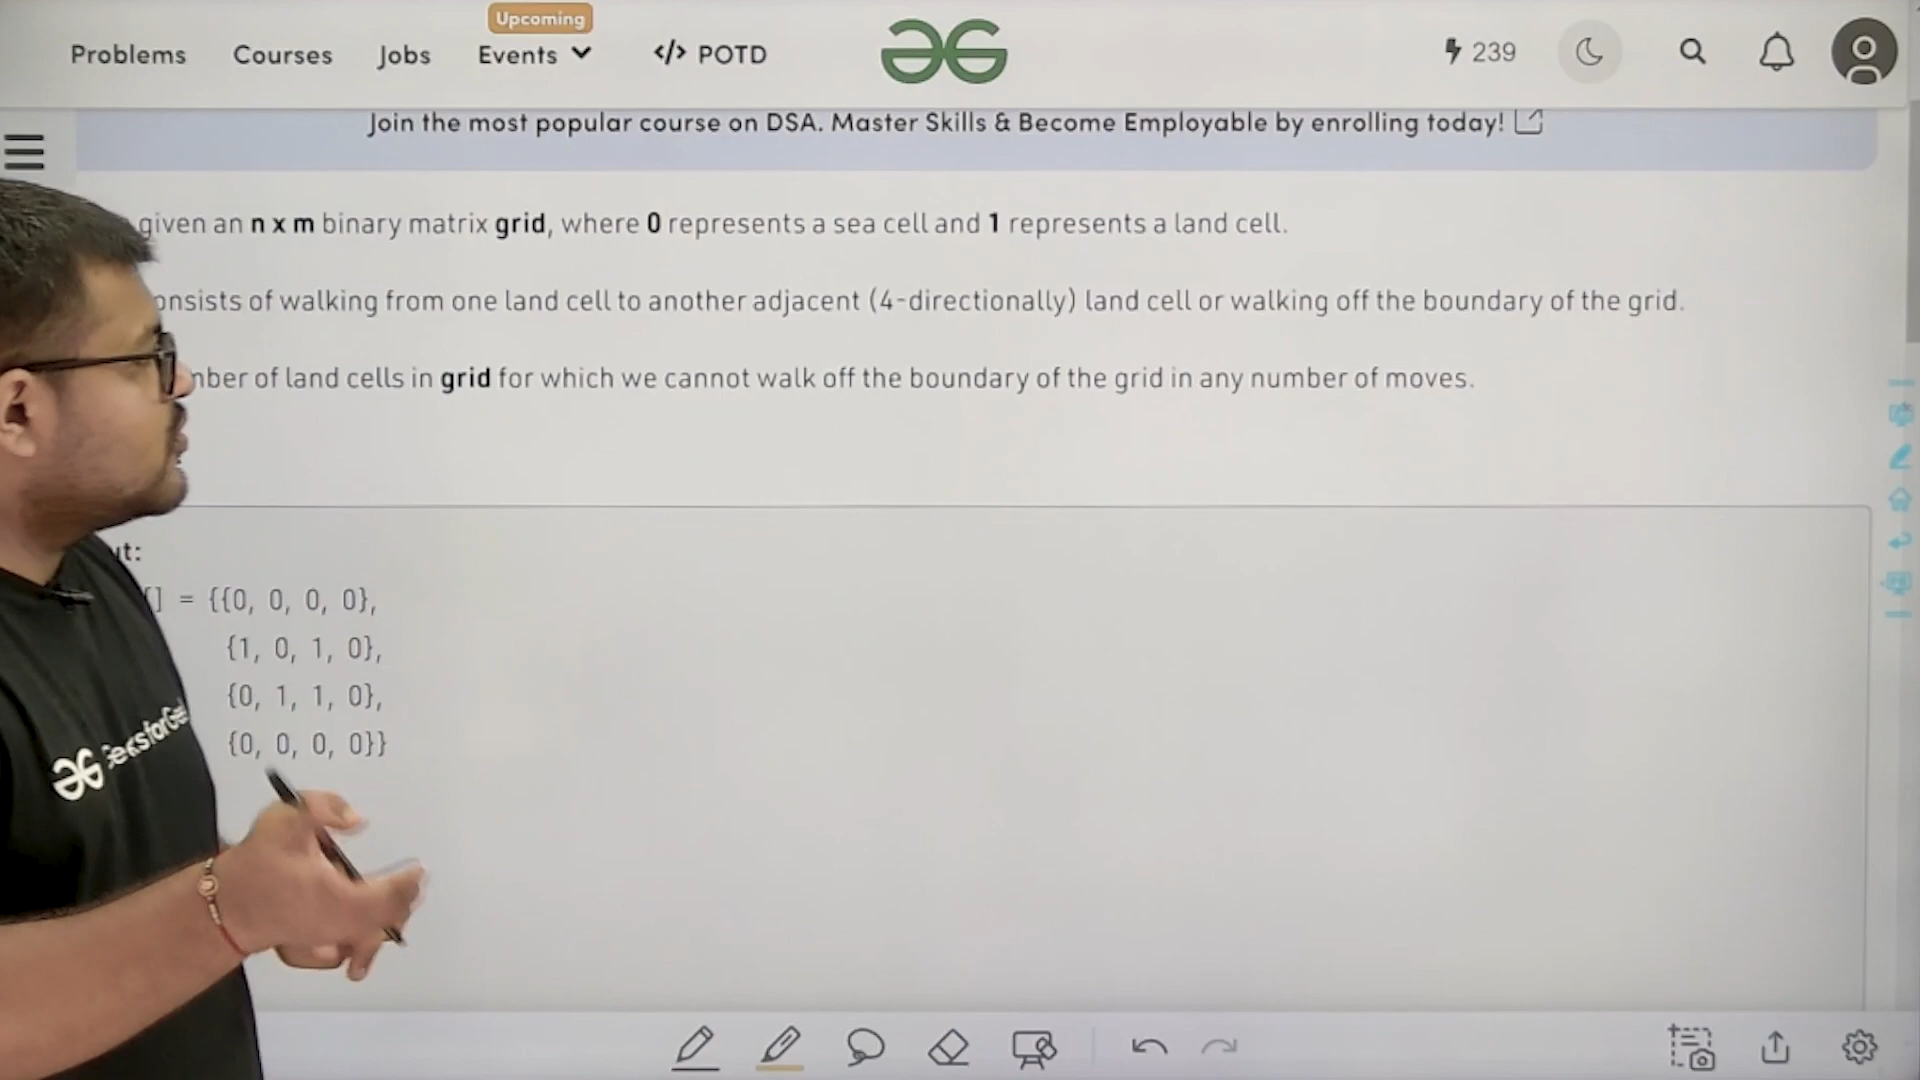 Upcoming
Problems Courses Jobs Events </> POTD 239
Join the most popular course on DSA. Master Skills & Become Employable by enrolling today!
given an n x m binary matrix grid, where 0 represents a sea cell and 1 represents a land cell.
onsists of walking from one land cell to another adjacent (4-directionally) land cell or walking off the boundary of the grid.
nber of land cells in grid for which we cannot walk off the boundary of the grid in any number of moves.
ut:
[] = {{0, 0, 0, 0},
{1, 0, 1, 0},
{0, 1, 1, 0},
{0, 0, 0, 0}}
GeeksforGe